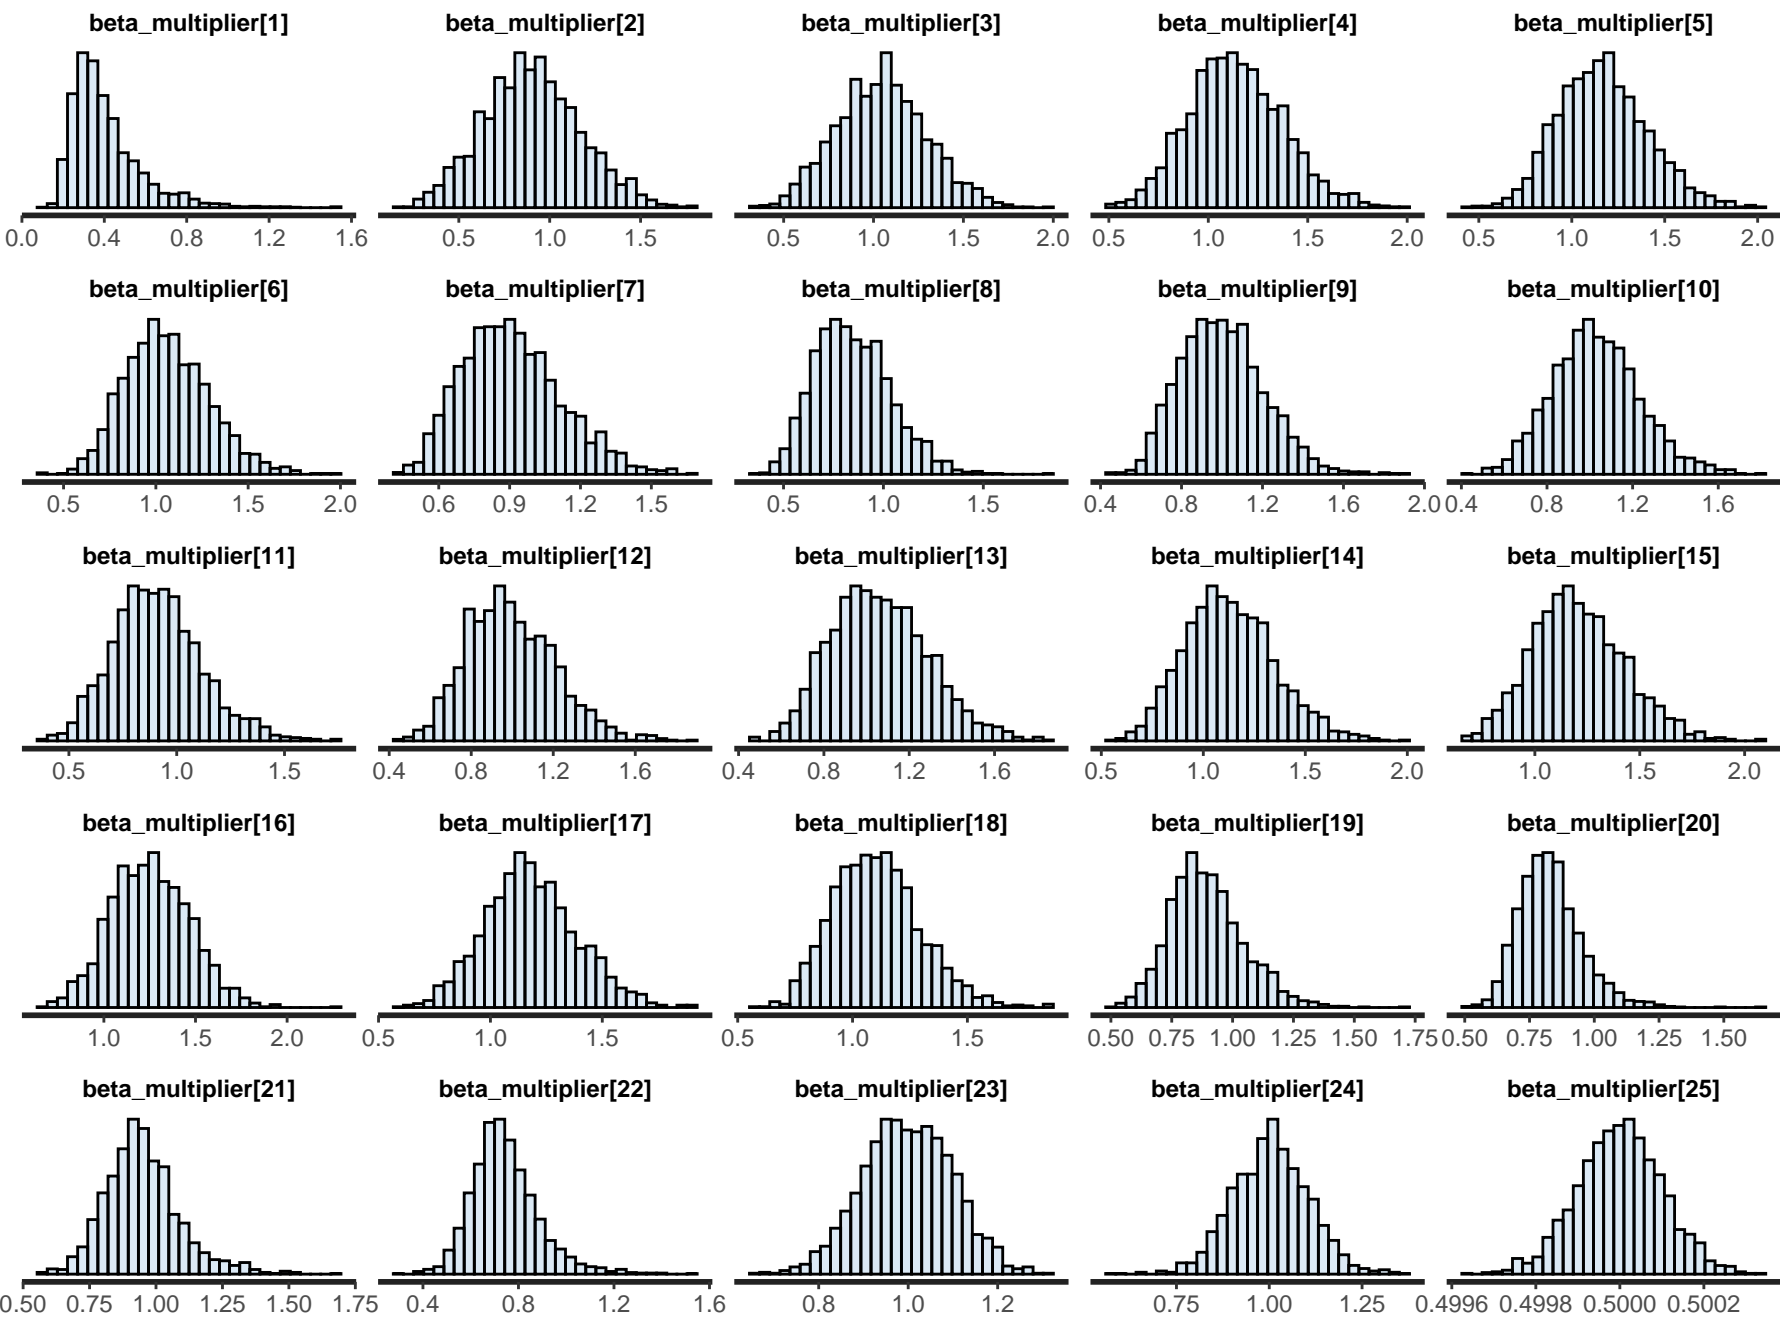 beta_multiplier[1] beta_multiplier[2] beta_multiplier[3] beta_multiplier[4] beta_multiplier[5]
0.0 0.4 0.8 1.2 1.6 0.5 1.0 1.5 0.5 1.0 1.5 2.0 0.5 1.0 1.5 2.0 0.5 1.0 1.5 2.0
beta_multiplier[6] beta_multiplier[7] beta_multiplier[8] beta_multiplier[9] beta_multiplier[10]
0.5 1.0 1.5 2.0 0.6 0.9 1.2 1.5 0.5 1.0 1.5 0.4 0.8 1.2 1.6 2.0 0.4 0.8 1.2 1.6
beta_multiplier[11] beta_multiplier[12] beta_multiplier[13] beta_multiplier[14] beta_multiplier[15]
0.5 1.0 1.5 0.4 0.8 1.2 1.6 0.4 0.8 1.2 1.6 0.5 1.0 1.5 2.0 1.0 1.5 2.0
beta_multiplier[16] beta_multiplier[17] beta_multiplier[18] beta_multiplier[19] beta_multiplier[20]
1.0 1.5 2.0 0.5 1.0 1.5 0.5 1.0 1.5 0.50 0.75 1.00 1.25 1.50 1.75 0.50 0.75 1.00 1.25 1.50
beta_multiplier[21] beta_multiplier[22] beta_multiplier[23] beta_multiplier[24] beta_multiplier[25]
0.50 0.75 1.00 1.25 1.50 1.75 0.4 0.8 1.2 1.6 0.8 1.0 1.2 0.75 1.00 1.25 0.4996 0.4998 0.5000 0.5002